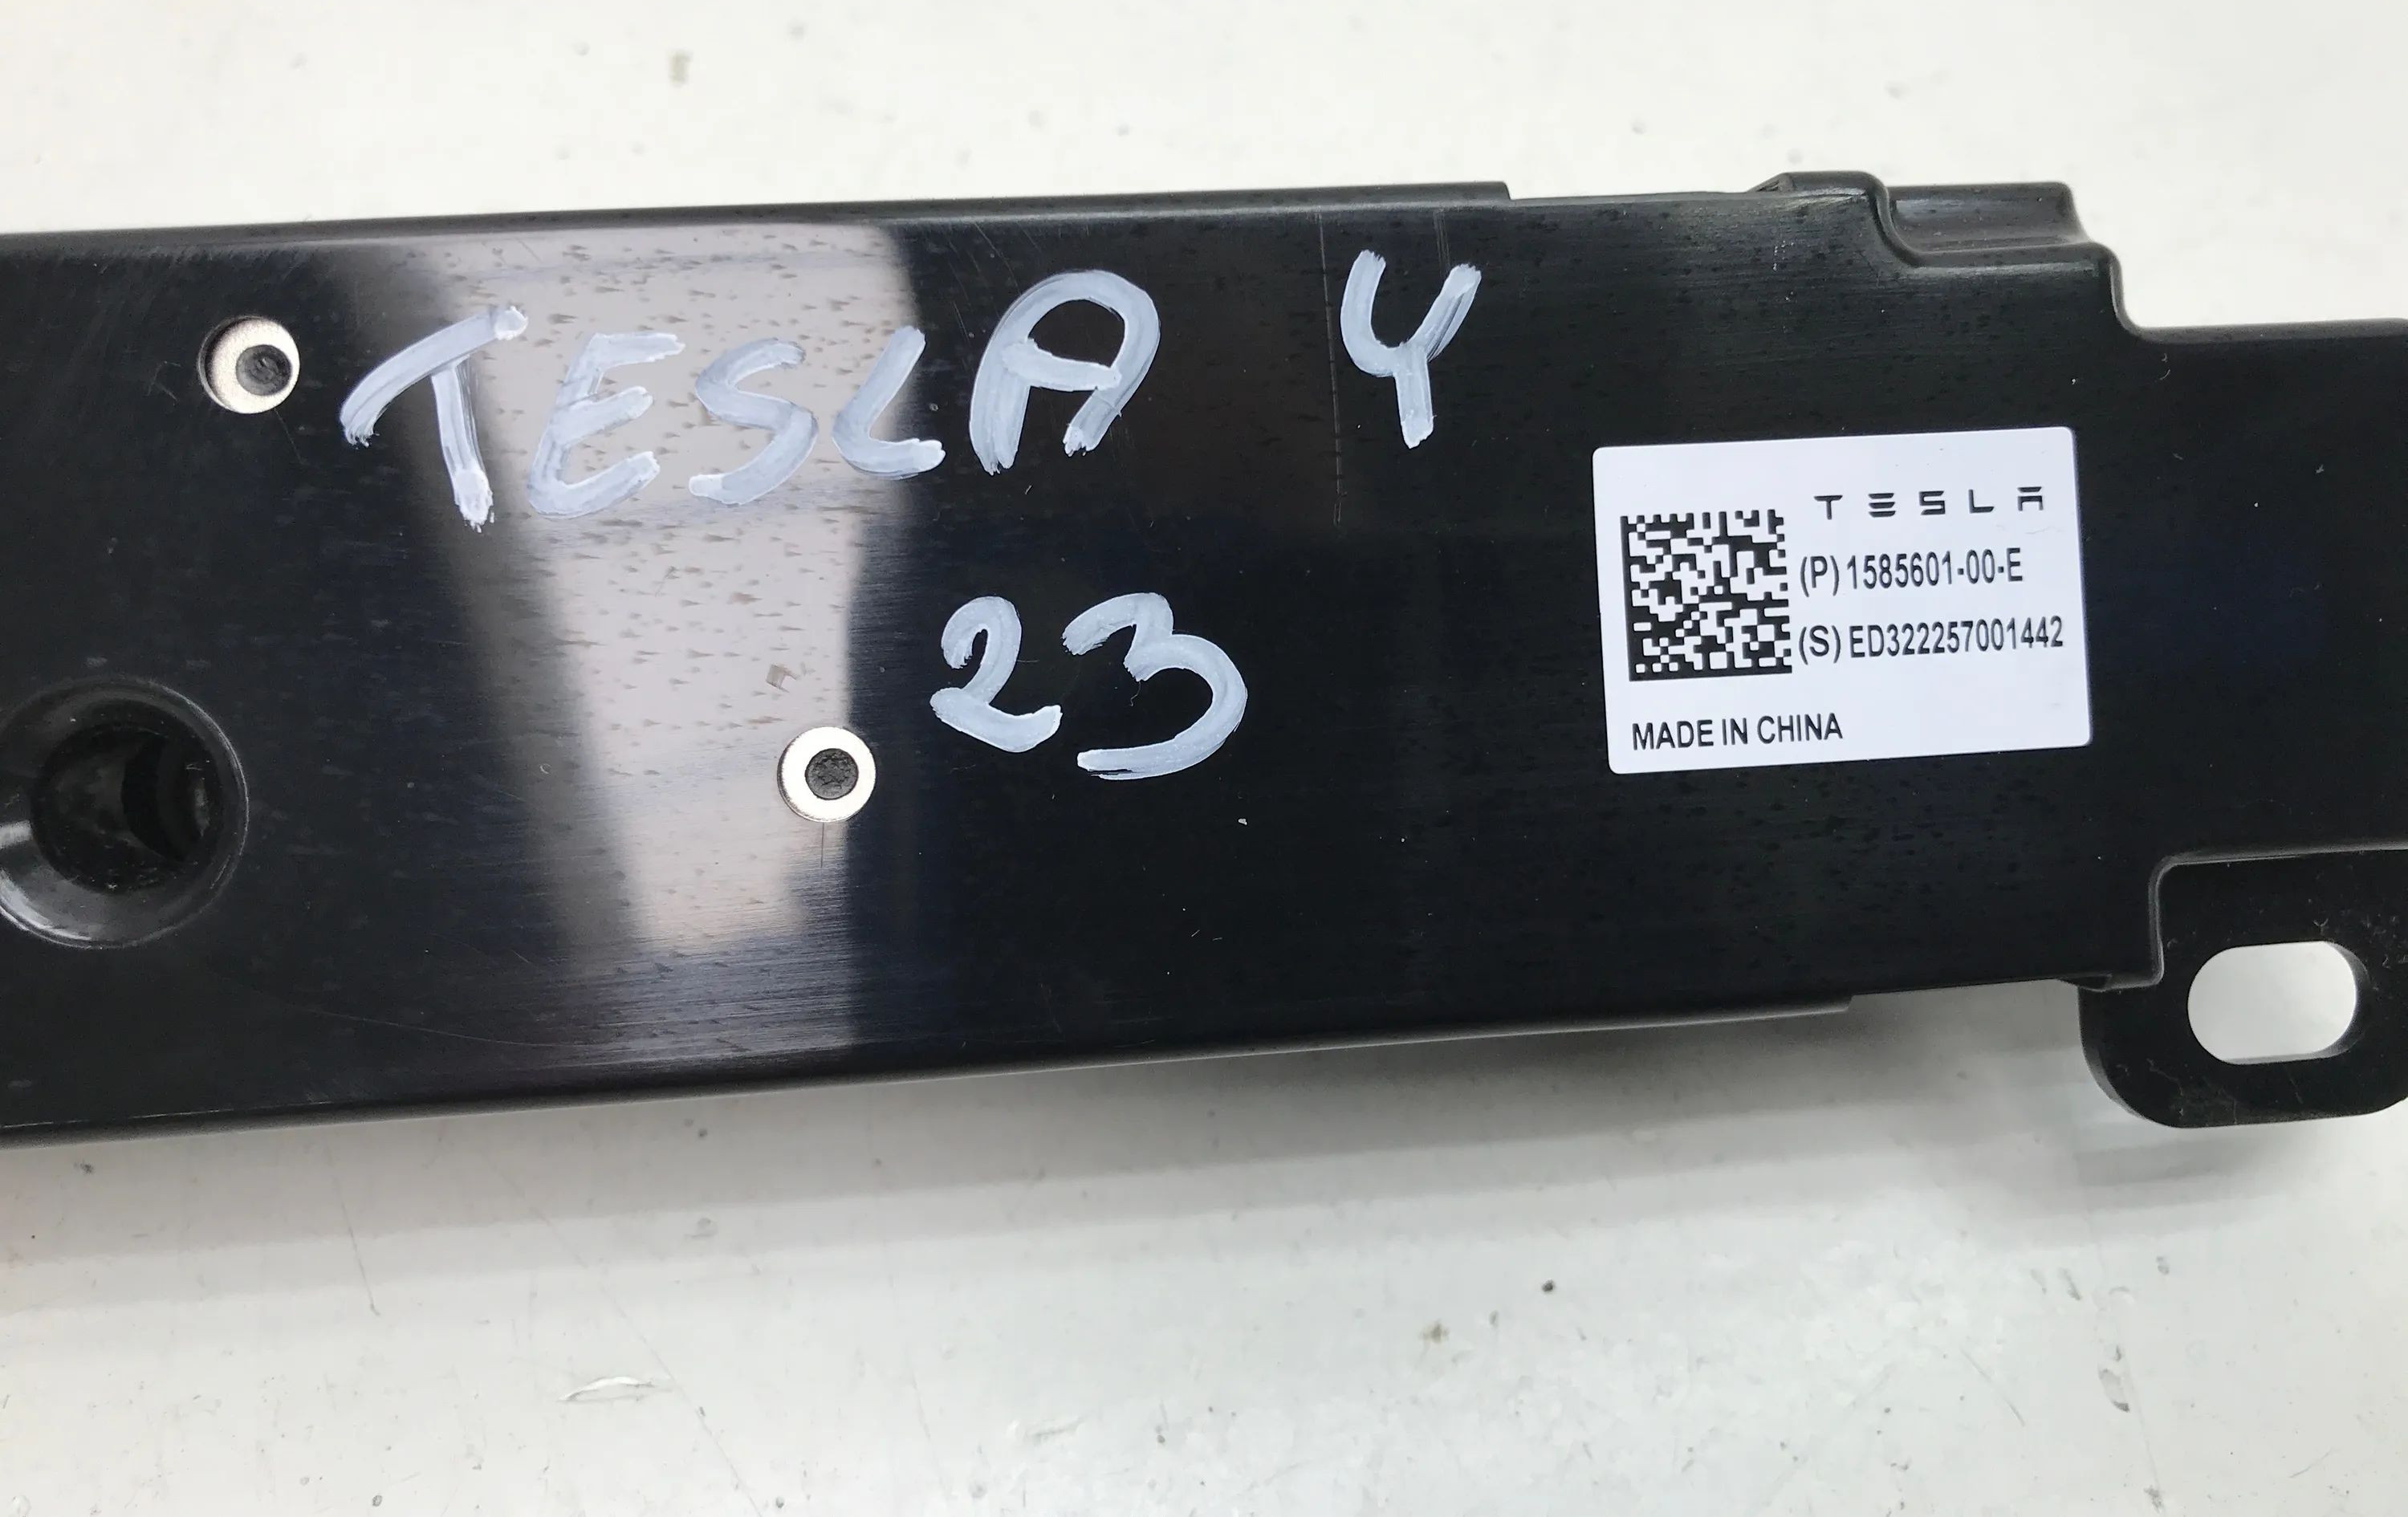 TESLA Y
23
TESLA
(P) 1585601-00-E
(S) ED322257001442
MADE IN CHINA